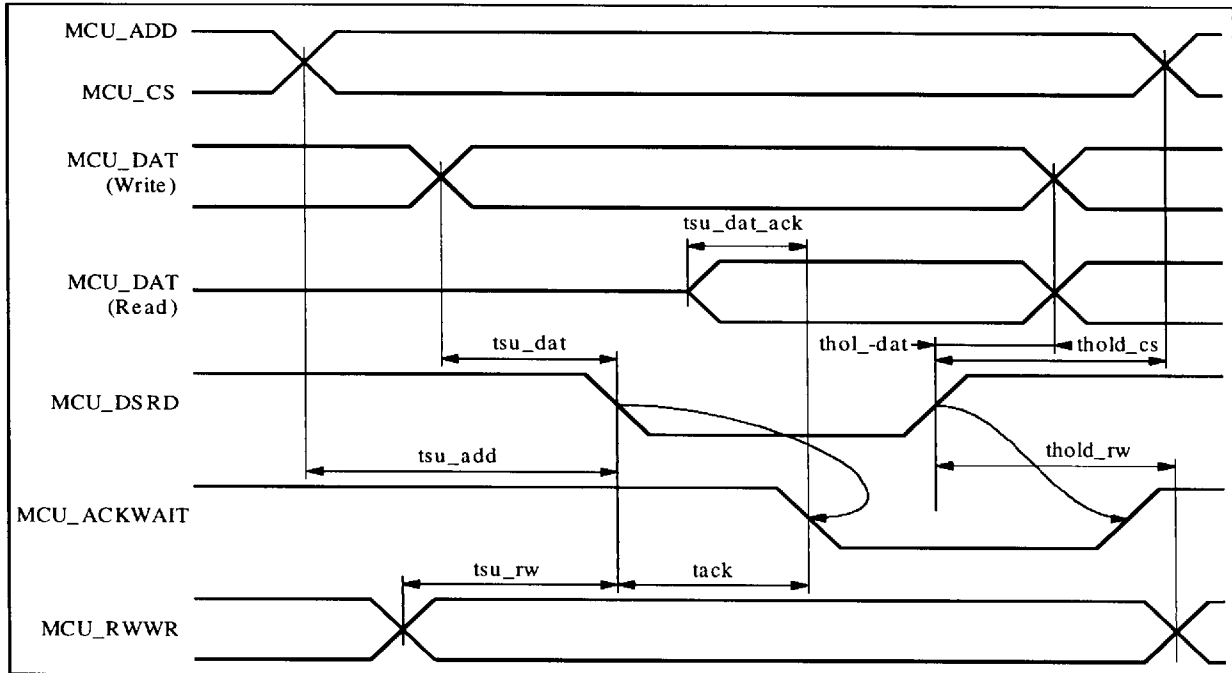 MCU_ADD
MCU_CS
MCU_DAT
(Write)
tsu_dat_ack
MCU_DAT
(Read)
tsu_dat
thol_-dat
thold_cs
MCU_DSRD
tsu_add
thold_rw
MCU_ACKWAIT
tsu_rw
tack
MCU_RWWR